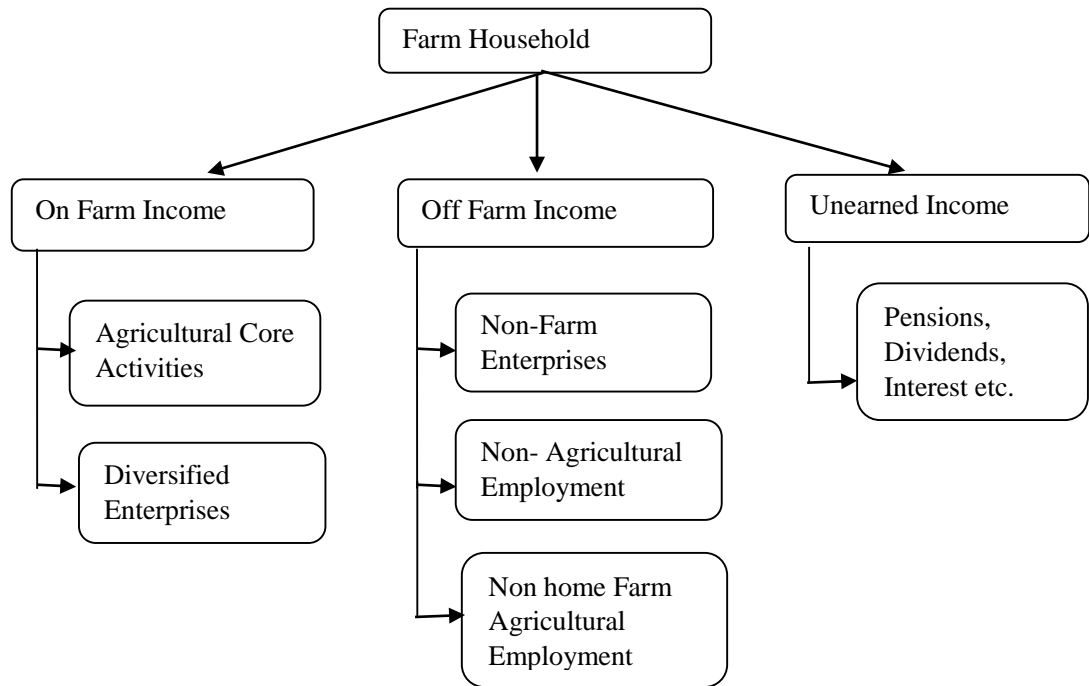 Farm Household
On Farm Income
Off Farm Income
Unearned Income
Agricultural Core
Activities
Diversified
Enterprises
Non-Farm
Enterprises
Non- Agricultural
Employment
Non home Farm
Agricultural
Employment
Pensions,
Dividends,
Interest etc.